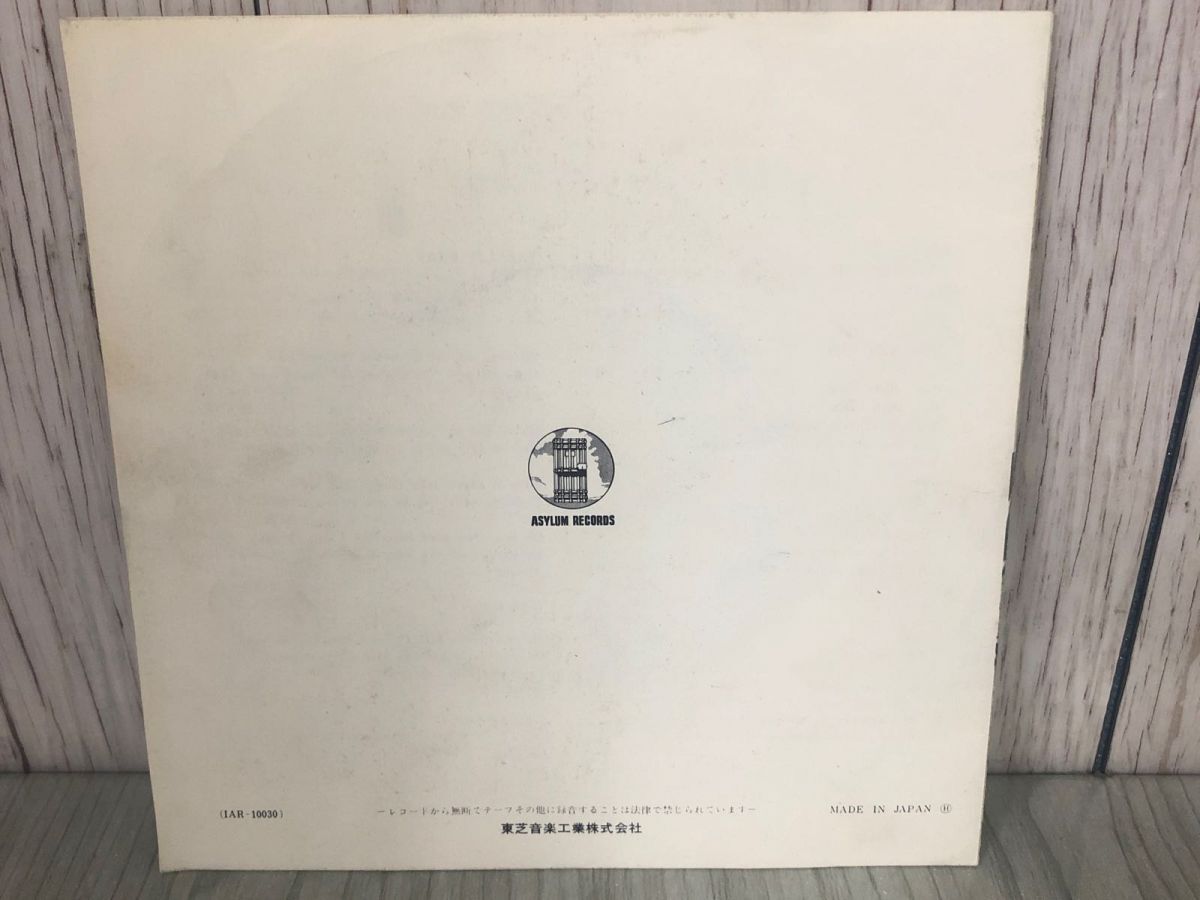 ASYLUM RECORDS
(IAR-10030)
－レコードから無断でテープその他に録音することは法律で禁じられています－
MADE IN JAPAN Ⓗ
東芝音楽工業株式会社